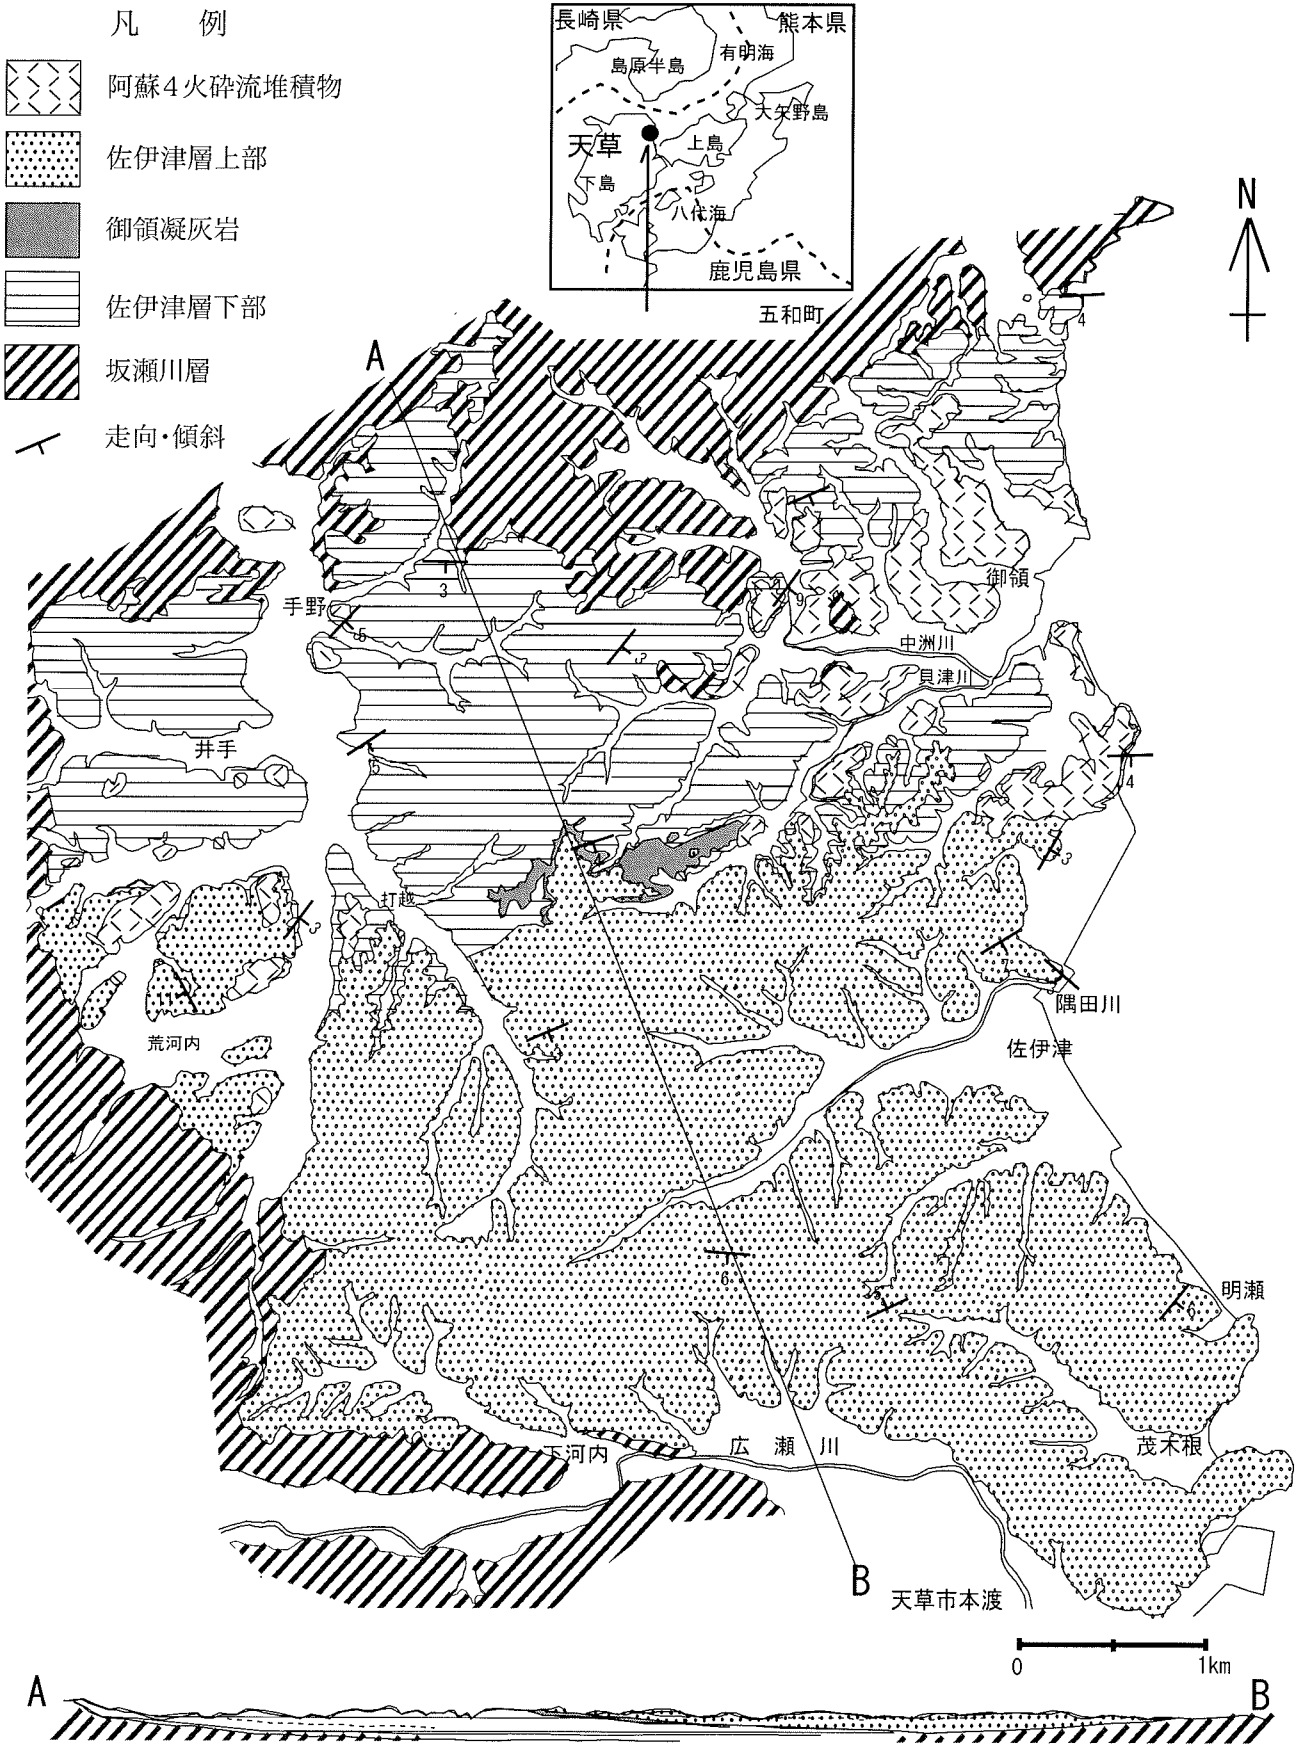 凡 例
阿蘇4火砕流堆積物
佐伊津層上部
御領凝灰岩
佐伊津層下部
坂瀬川層
走向･傾斜
長崎県
熊本県
有明海
島原半島
大矢野島
天草
上島
下島
八代海
鹿児島県
N
五和町
4
A
3
手野
5
9
御領
中洲川
貝津川
3
井手
5
4
4
3
打越
3
7
11
隅田川
荒河内
佐伊津
6
5
6
明瀬
下河内
広瀬川
茂木根
B
天草市本渡
0 1km
A B